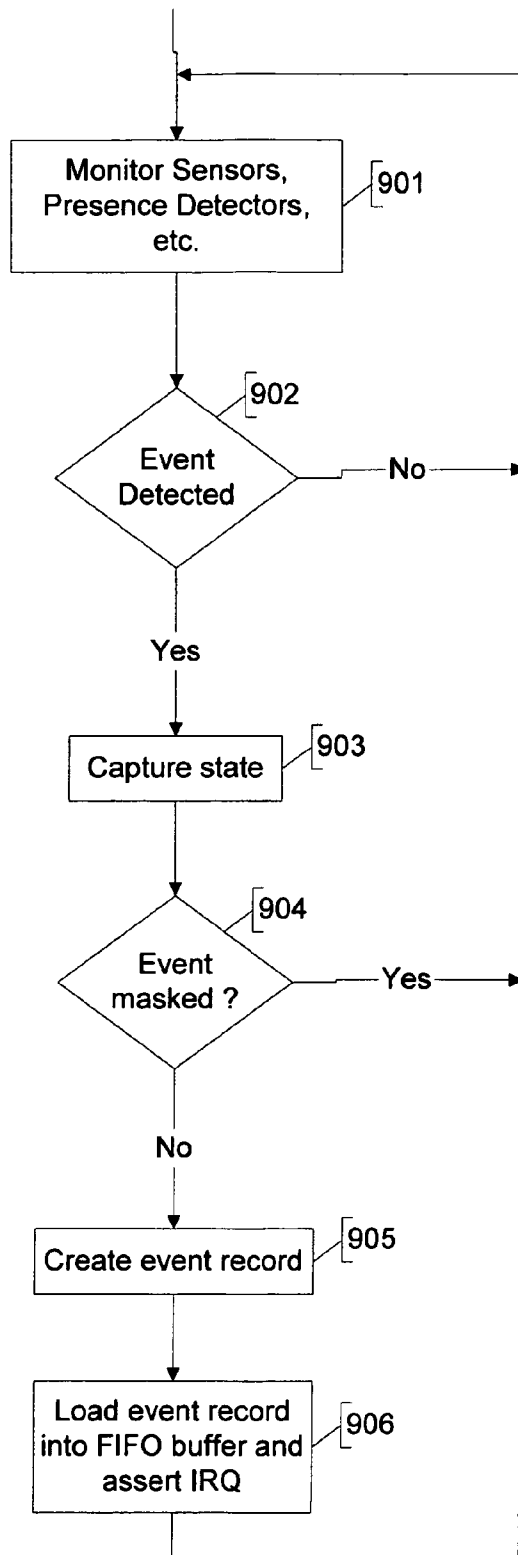 Monitor Sensors,
Presence Detectors,
etc.
901
902
Event
Detected
No
Yes
Capture state
903
904
Event
masked ?
Yes
No
Create event record
905
Load event record
into FIFO buffer and
assert IRQ
906